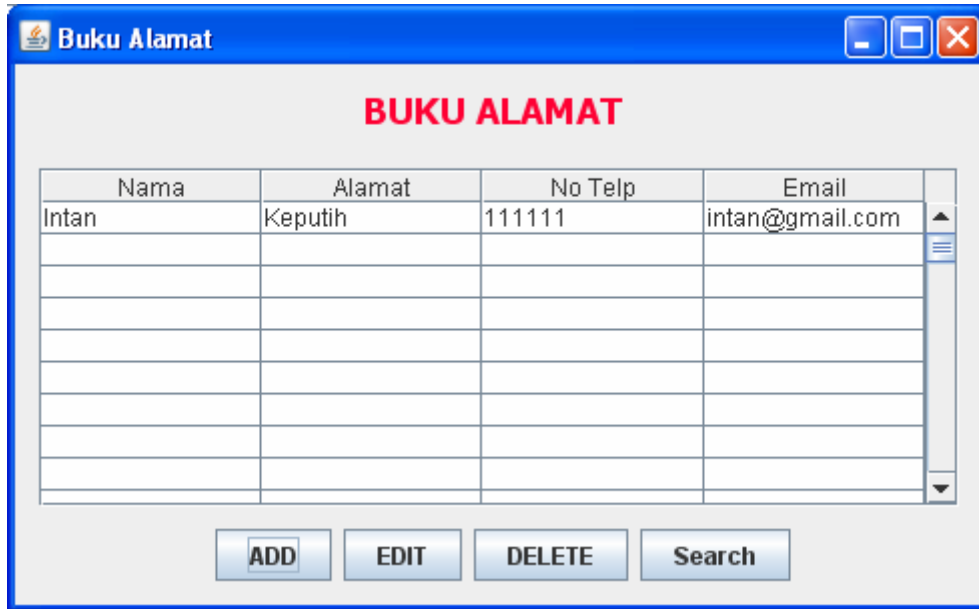 Buku Alamat
BUKU ALAMAT
Nama Alamat No Telp Email
Intan Keputih 111111 intan@gmail.com
ADD EDIT DELETE Search